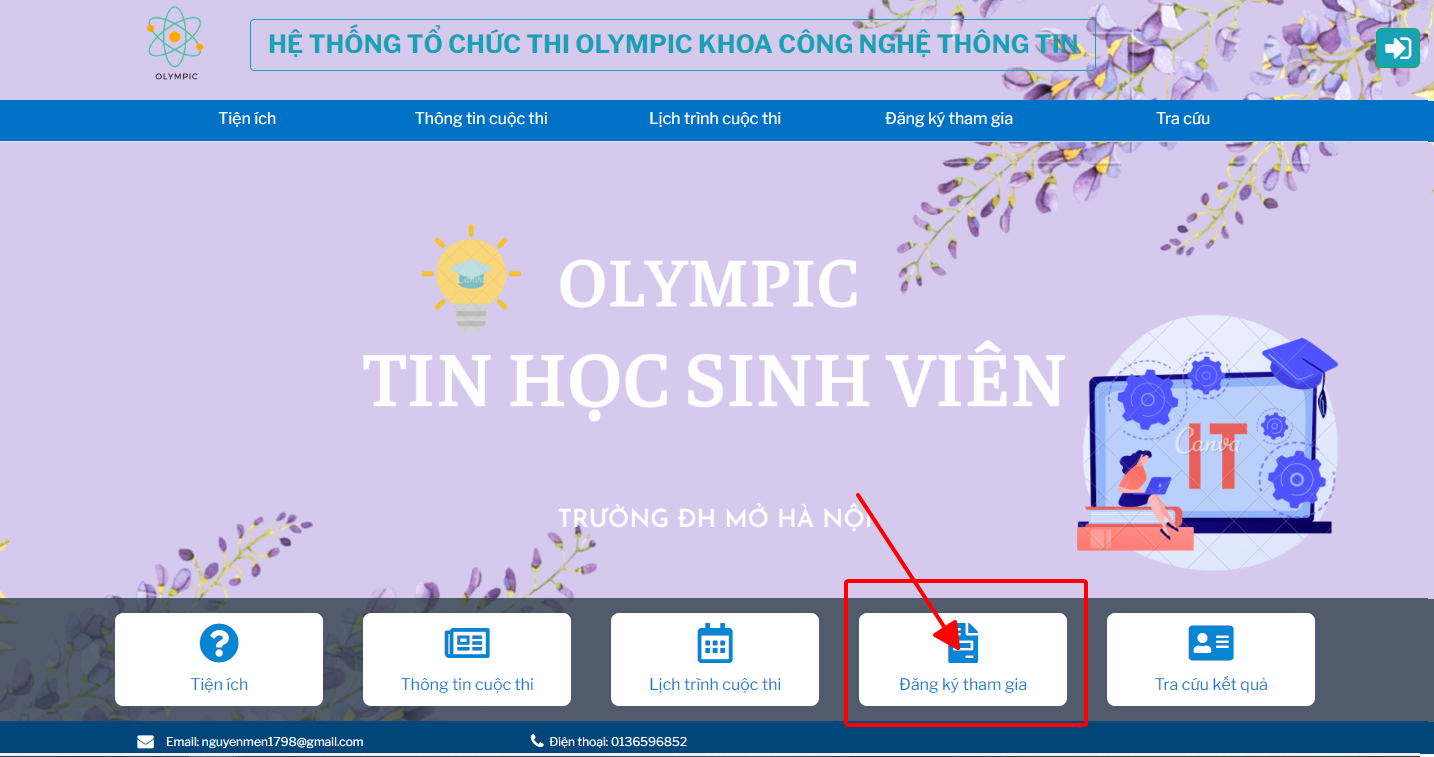 OLYMPIC
HỆ THỐNG TỔ CHỨC THI OLYMPIC KHOA CÔNG NGHỆ THÔNG TIN
Tiện ích
Thông tin cuộc thi
Lịch trình cuộc thi
Đăng ký tham gia
Tra cứu
OLYMPIC
TIN HỌC SINH VIÊN
IT
Canva
TRƯỜNG ĐH MỞ HÀ NỘI
Tiện ích
Thông tin cuộc thi
Lịch trình cuộc thi
Đăng ký tham gia
Tra cứu kết quả
Email: nguyenmen1798@gmail.com
Điện thoại: 0136596852